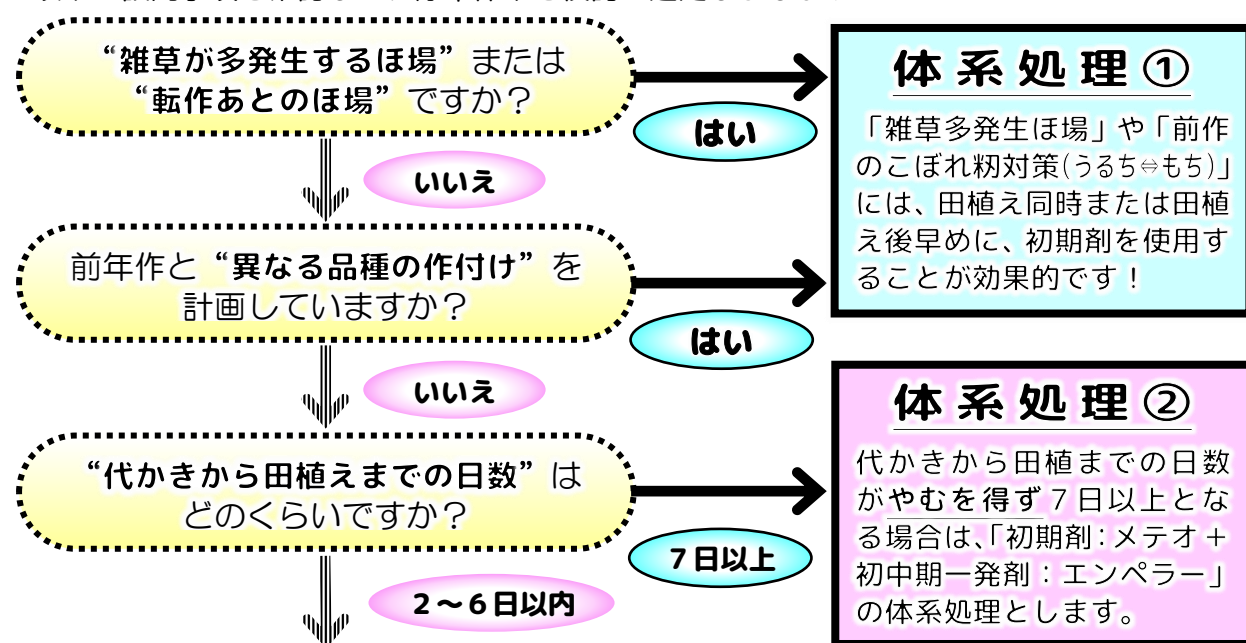 “雑草が多発生するほ場” または
“転作あとのほ場” ですか？
はい
いいえ
体系処理①
「雑草多発生ほ場」や「前作
のこぼれ籾対策(うるち⇔もち)」
には、田植え同時または田植
え後早めに、初期剤を使用す
ることが効果的です！
前年作と “異なる品種の作付け” を
計画していますか？
はい
いいえ
“代かきから田植えまでの日数” は
どのくらいですか？
7日以上
2～6日以内
体系処理②
代かきから田植までの日数
がやむを得ず7日以上とな
る場合は、「初期剤：メテオ＋
初中期一発剤：エンペラー」
の体系処理とします。